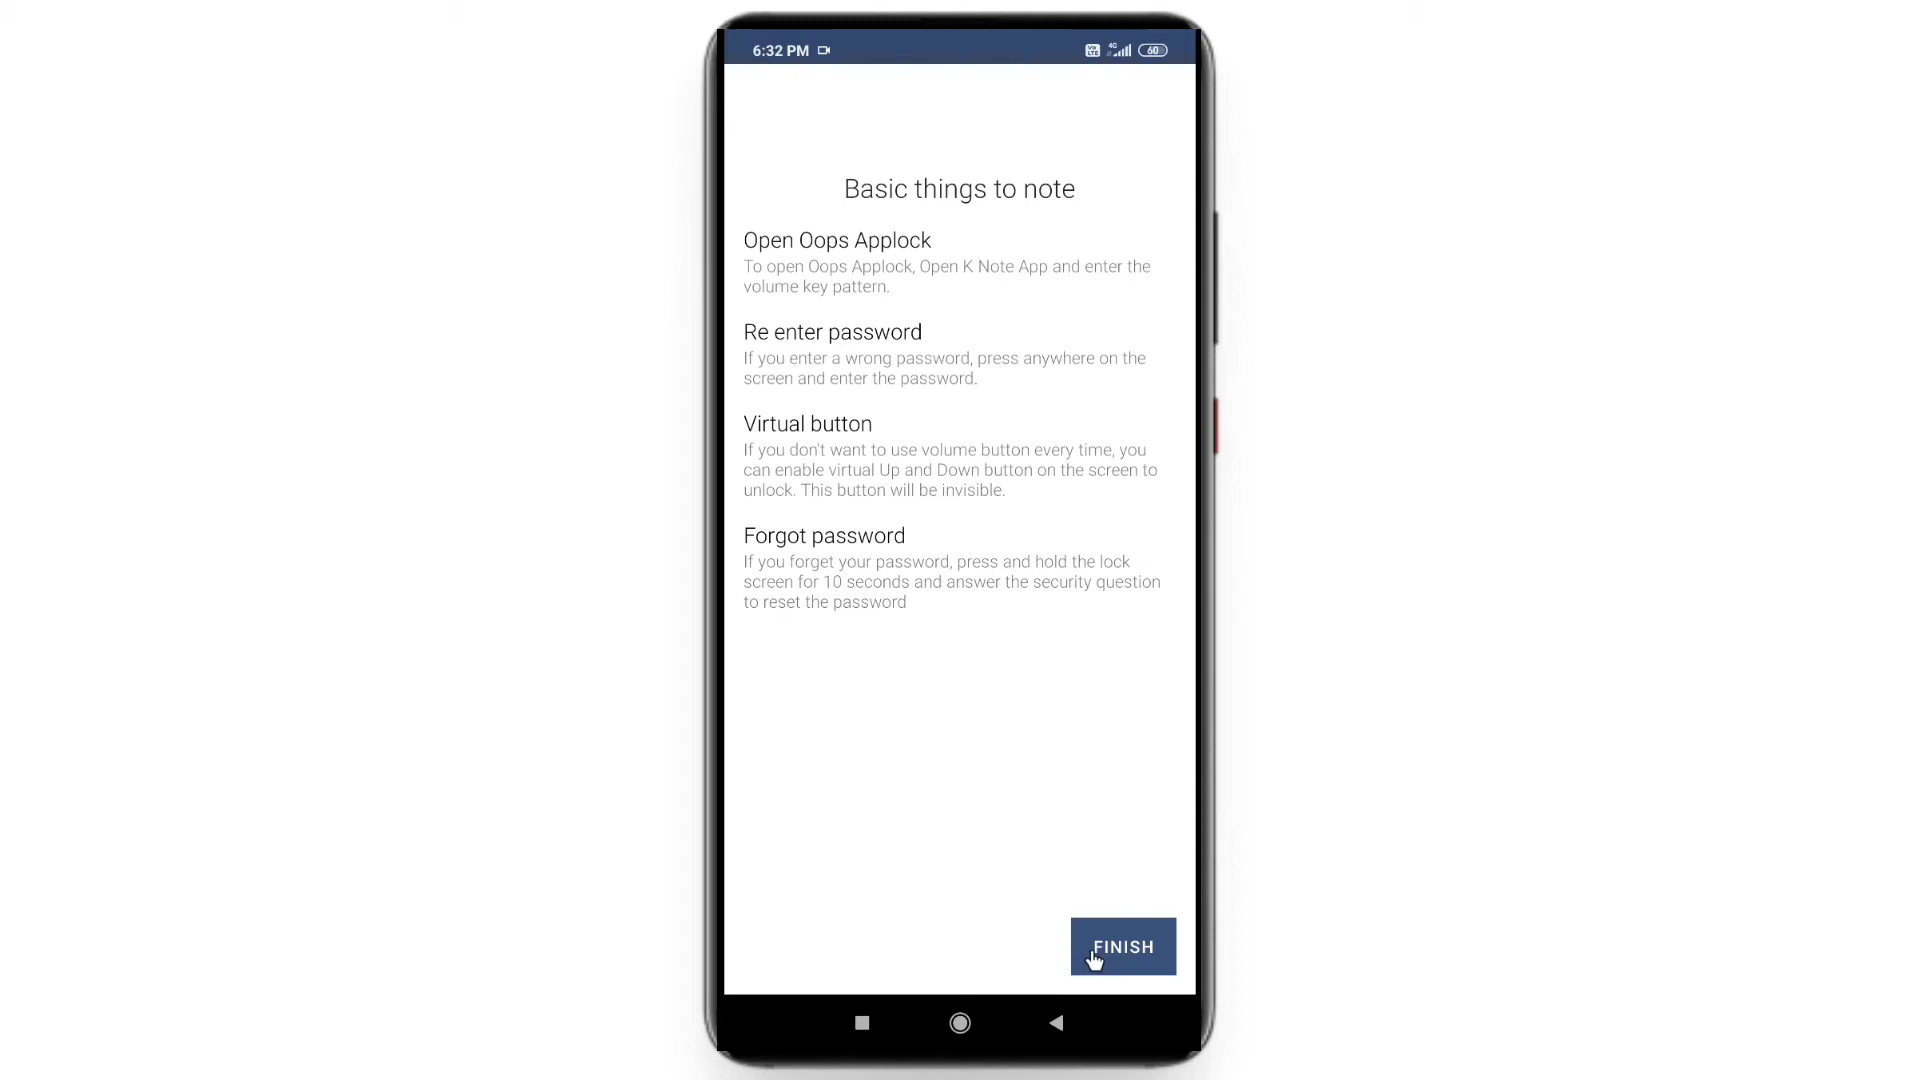 6:32 PM
Vo LTE 4G 60
Basic things to note
Open Oops Applock
To open Oops Applock, Open K Note App and enter the
volume key pattern.
Re enter password
If you enter a wrong password, press anywhere on the
screen and enter the password.
Virtual button
If you don't want to use volume button every time, you
can enable virtual Up and Down button on the screen to
unlock. This button will be invisible.
Forgot password
If you forget your password, press and hold the lock
screen for 10 seconds and answer the security question
to reset the password
FINISH